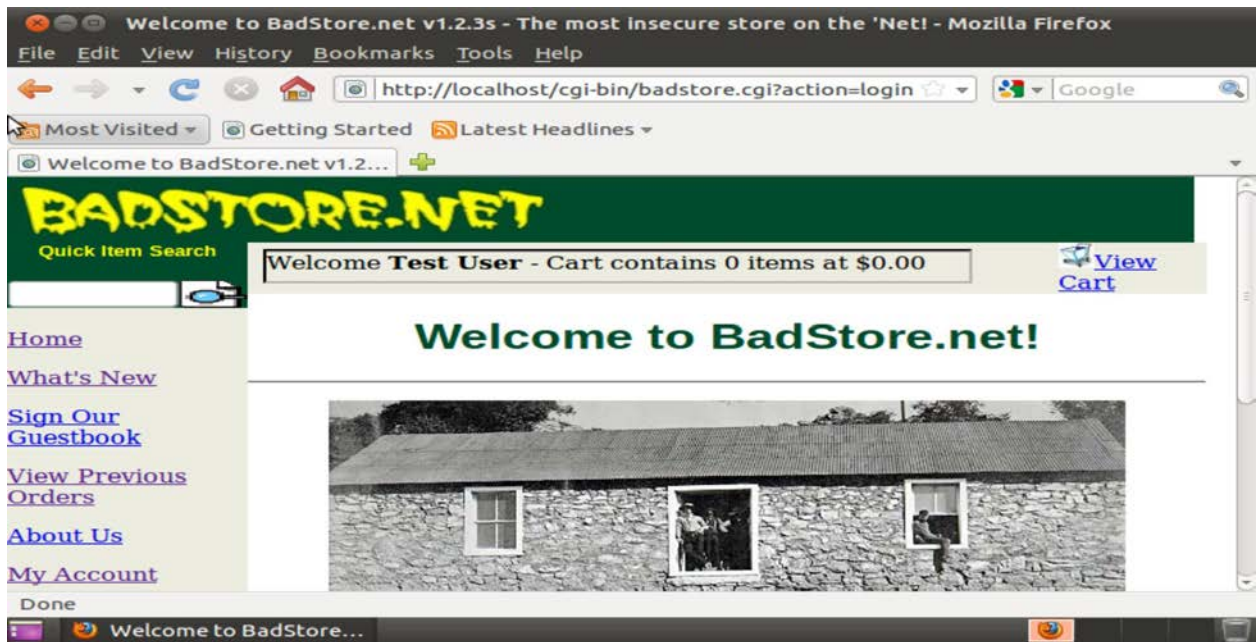 Welcome to BadStore.net v1.2.3s - The most insecure store on the 'Net! - Mozilla Firefox
File Edit View History Bookmarks Tools Help
http://localhost/cgi-bin/badstore.cgi?action=login
Google
Most Visited Getting Started Latest Headlines
Welcome to BadStore.net v1.2...
BADSTORE.NET
Quick Item Search
Welcome Test User - Cart contains 0 items at $0.00
View Cart
Welcome to BadStore.net!
Home
What's New
Sign Our
Guestbook
View Previous
Orders
About Us
My Account
Done
Welcome to BadStore...